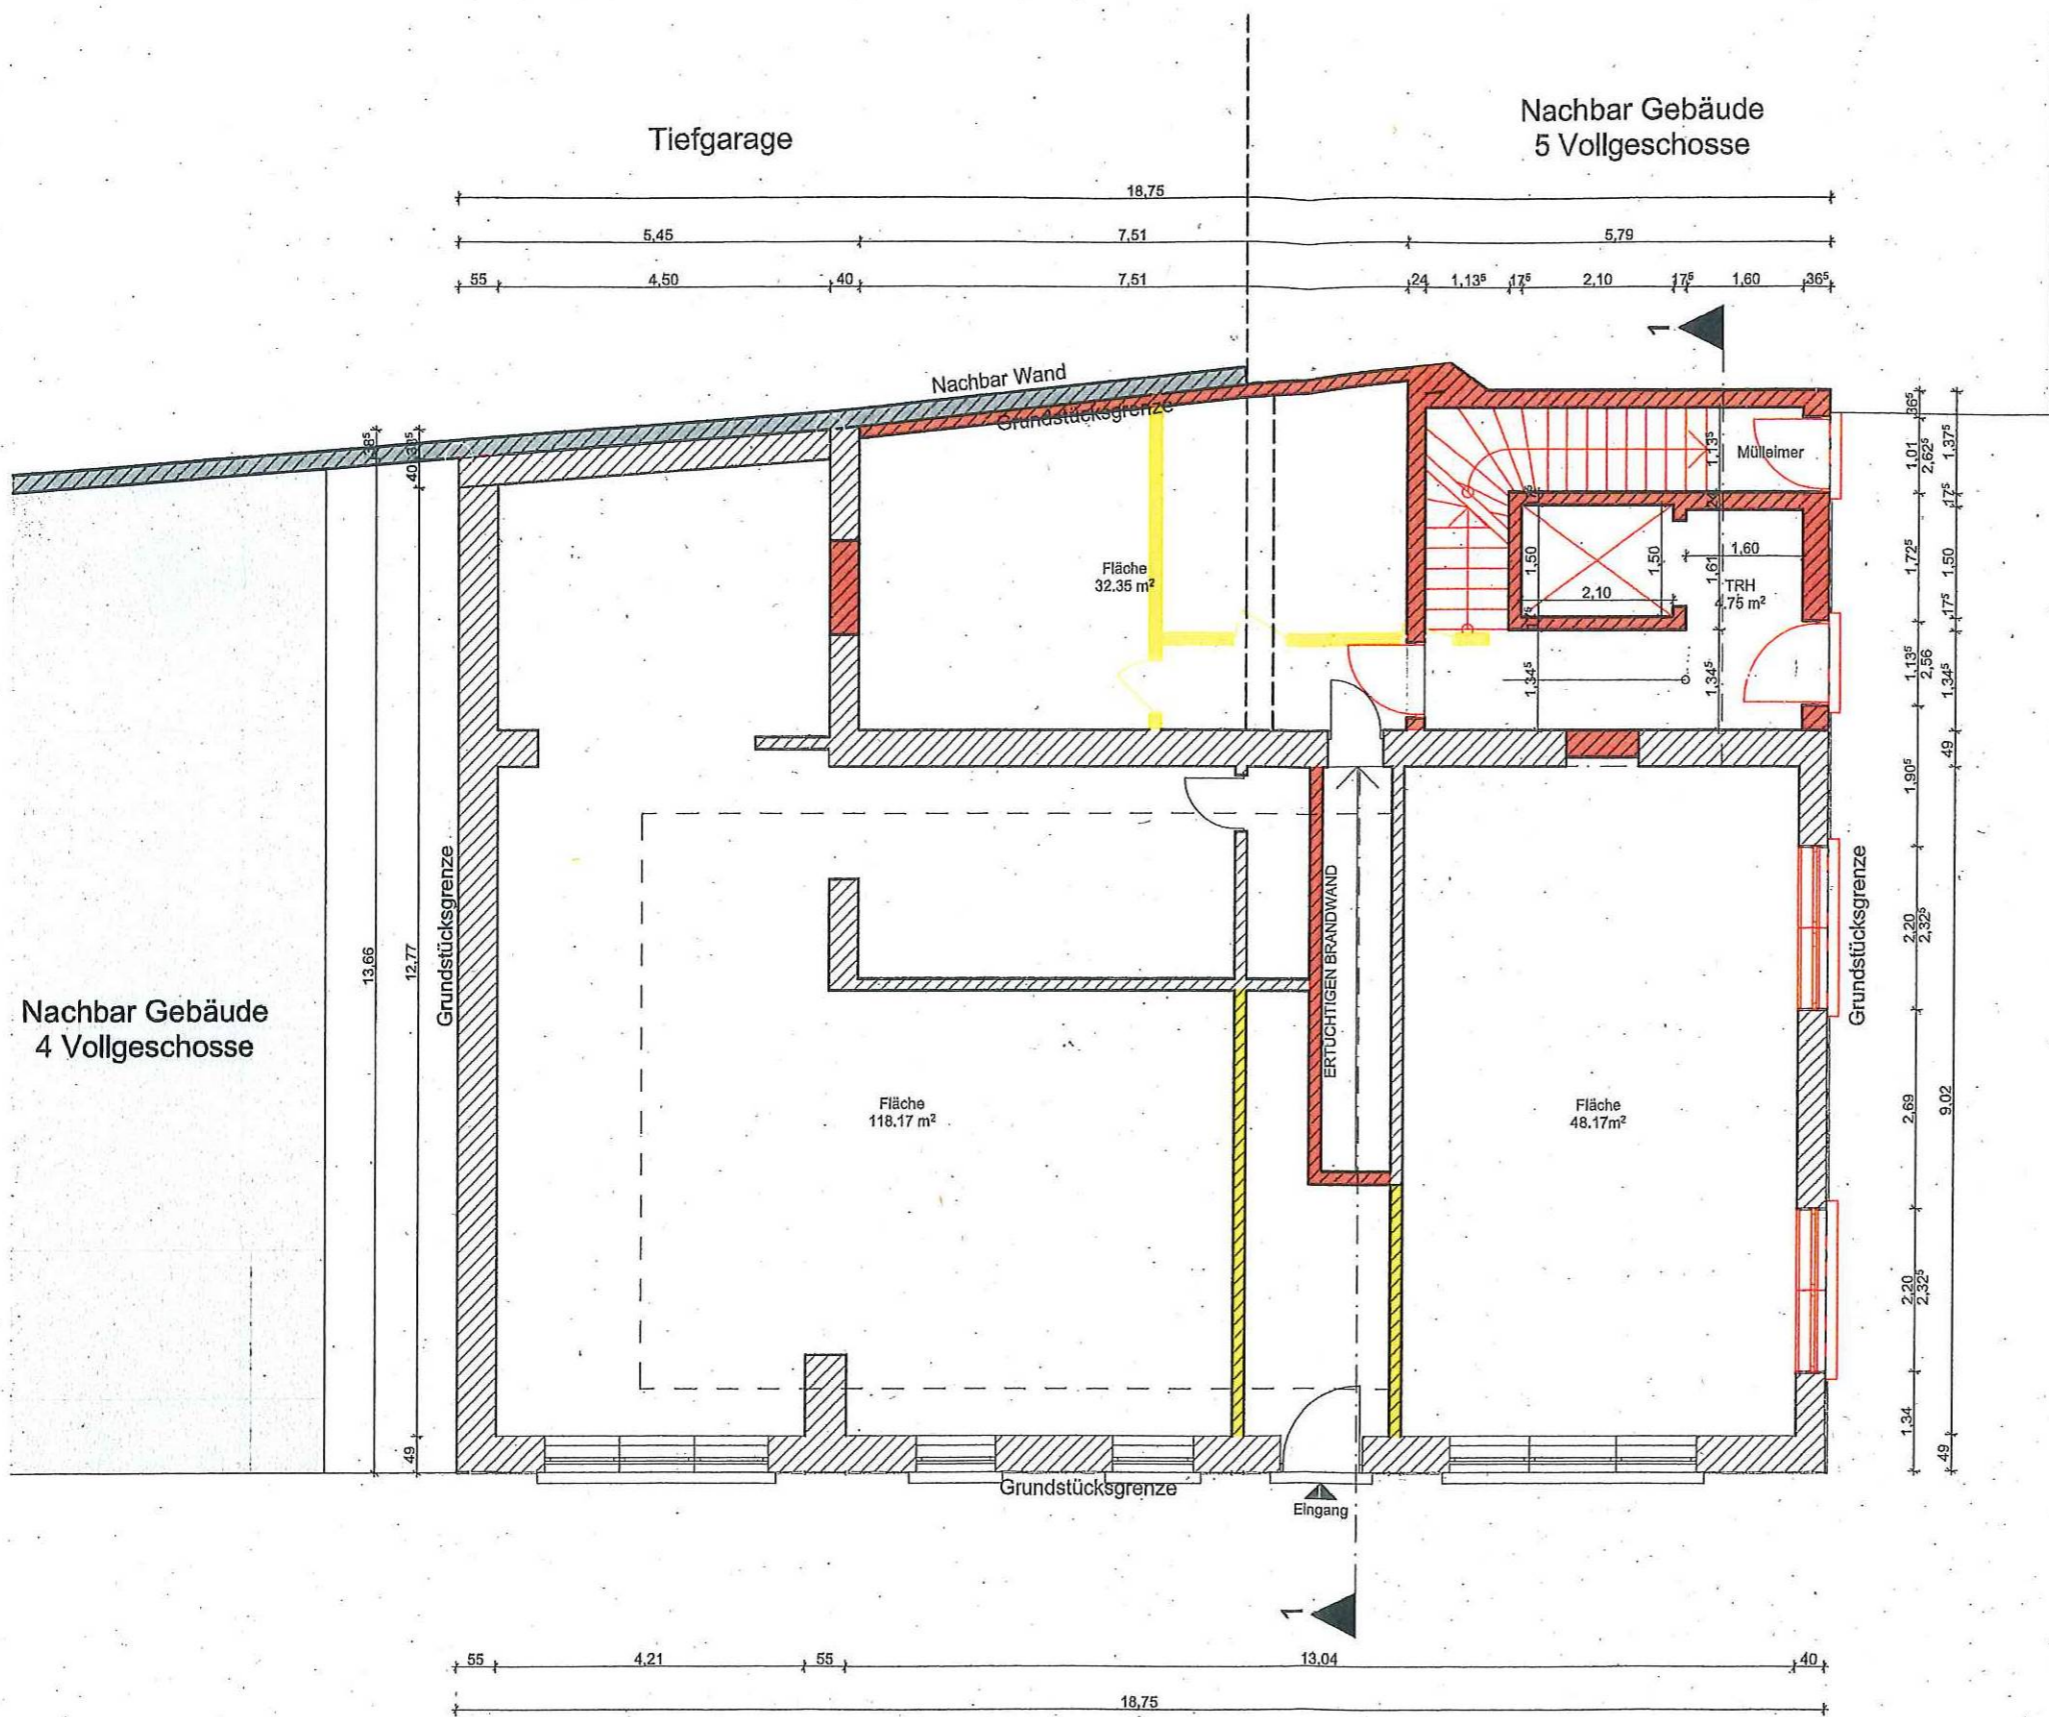 Tiefgarage
Nachbar Gebäude
5 Vollgeschosse
18,75
5,45
7,51
5,79
55
4,50
40
7,51
24
1,13⁵
17⁵
2,10
17⁵
1,60
36⁵
1
Nachbar Wand
Grundstücksgrenze
Mülleimer
1,13⁵
24
Fläche
32.35 m²
1,50
1,50
2,10
1,61
1,60
TRH
4.75 m²
17⁵
1,34⁵
1,34⁵
36⁵
1,01
2,62⁵
1,37⁵
17⁵
1,72⁵
1,50
17⁵
1,13⁵
2,56
1,34⁵
49
1,90⁵
2,20
2,32⁵
2,69
9,02
2,20
2,32⁵
1,34
49
40
13,66
12,77
49
Grundstücksgrenze
Nachbar Gebäude
4 Vollgeschosse
ERTÜCHTIGEN BRANDWAND
Fläche
118.17 m²
Fläche
48.17m²
Grundstücksgrenze
Grundstücksgrenze
Eingang
1
55
4,21
55
13,04
40
18,75